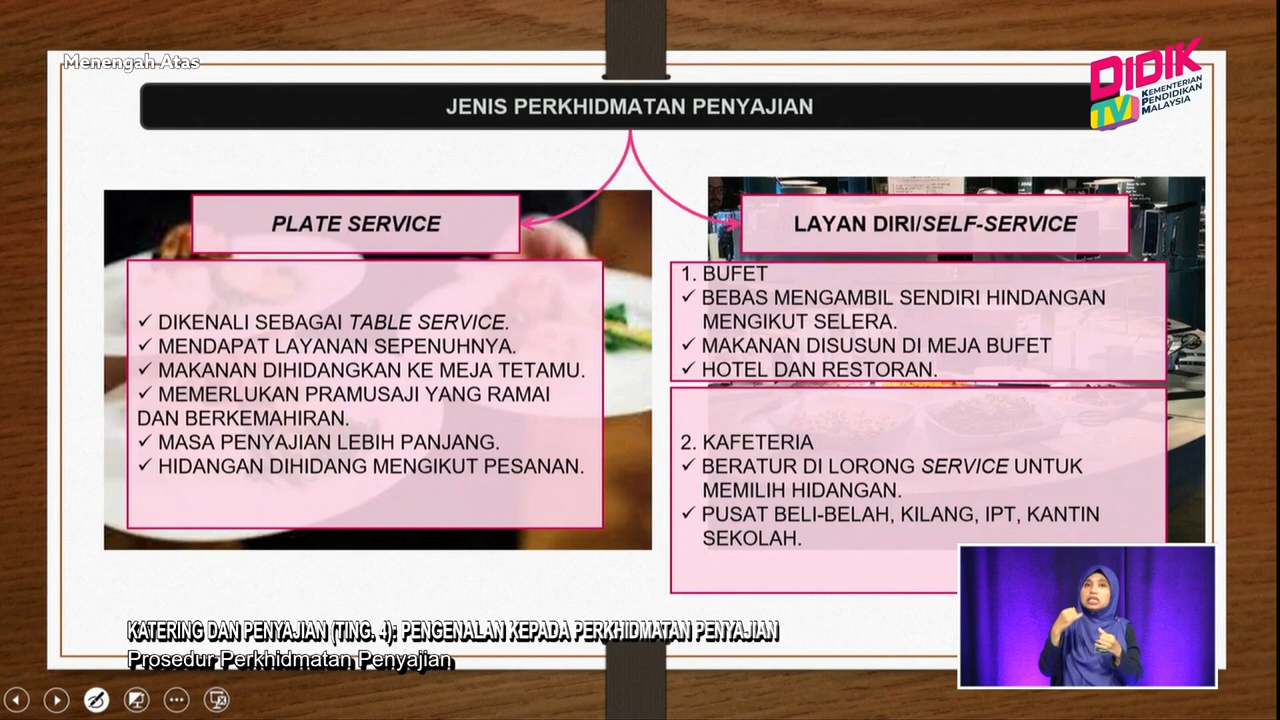 Menengah Atas
DIDIK
TV
KEMENTERIAN
PENDIDIKAN
MALAYSIA
JENIS PERKHIDMATAN PENYAJIAN
PLATE SERVICE
✓ DIKENALI SEBAGAI TABLE SERVICE.
✓ MENDAPAT LAYANAN SEPENUHNYA.
✓ MAKANAN DIHIDANGKAN KE MEJA TETAMU.
✓ MEMERLUKAN PRAMUSAJI YANG RAMAI
DAN BERKEMAHIRAN.
✓ MASA PENYAJIAN LEBIH PANJANG.
✓ HIDANGAN DIHIDANG MENGIKUT PESANAN.
LAYAN DIRI/SELF-SERVICE
1. BUFET
✓ BEBAS MENGAMBIL SENDIRI HINDANGAN
MENGIKUT SELERA.
✓ MAKANAN DISUSUN DI MEJA BUFET
✓ HOTEL DAN RESTORAN.
2. KAFETERIA
✓ BERATUR DI LORONG SERVICE UNTUK
MEMILIH HIDANGAN.
✓ PUSAT BELI-BELAH, KILANG, IPT, KANTIN
SEKOLAH.
KATERING DAN PENYAJIAN (TING. 4): PENGENALAN KEPADA PERKHIDMATAN PENYAJIAN
Prosedur Perkhidmatan Penyajian